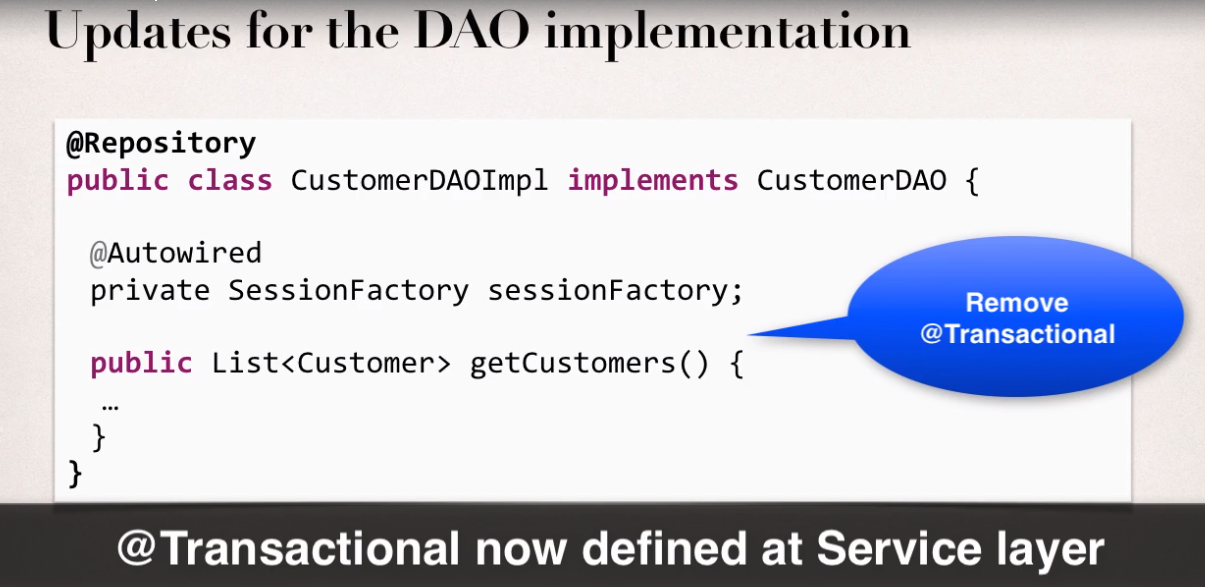 Updates for the DAO implementation
@Repository
public class CustomerDAOImpl implements CustomerDAO {
@Autowired
private SessionFactory sessionFactory;
public List<Customer> getCustomers() {
…
}
}
Remove
@Transactional
@Transactional now defined at Service layer